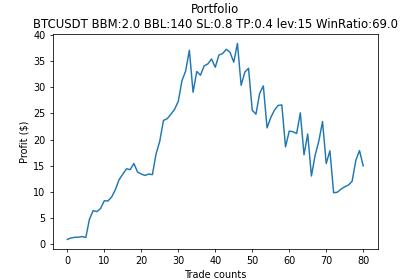 Portfolio
BTCUSDT BBM:2.0 BBL:140 SL:0.8 TP:0.4 lev:15 WinRatio:69.0
40
35
30
25
20
15
10
5
0
Profit ($)
0 10 20 30 40 50 60 70 80
Trade counts